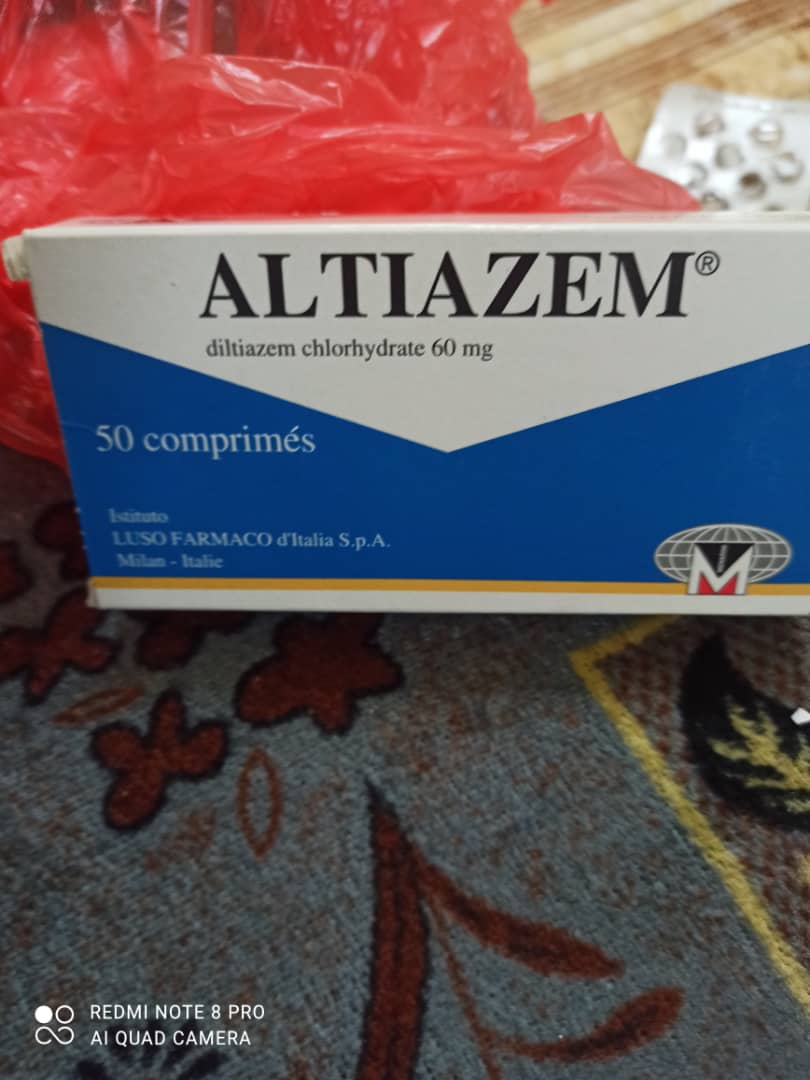 ALTIAZEM®
diltiazem chlorhydrate 60 mg
50 comprimés
Istituto
LUSO FARMACO d'Italia S.p.A.
Milan - Italie
M
REDMI NOTE 8 PRO
AI QUAD CAMERA